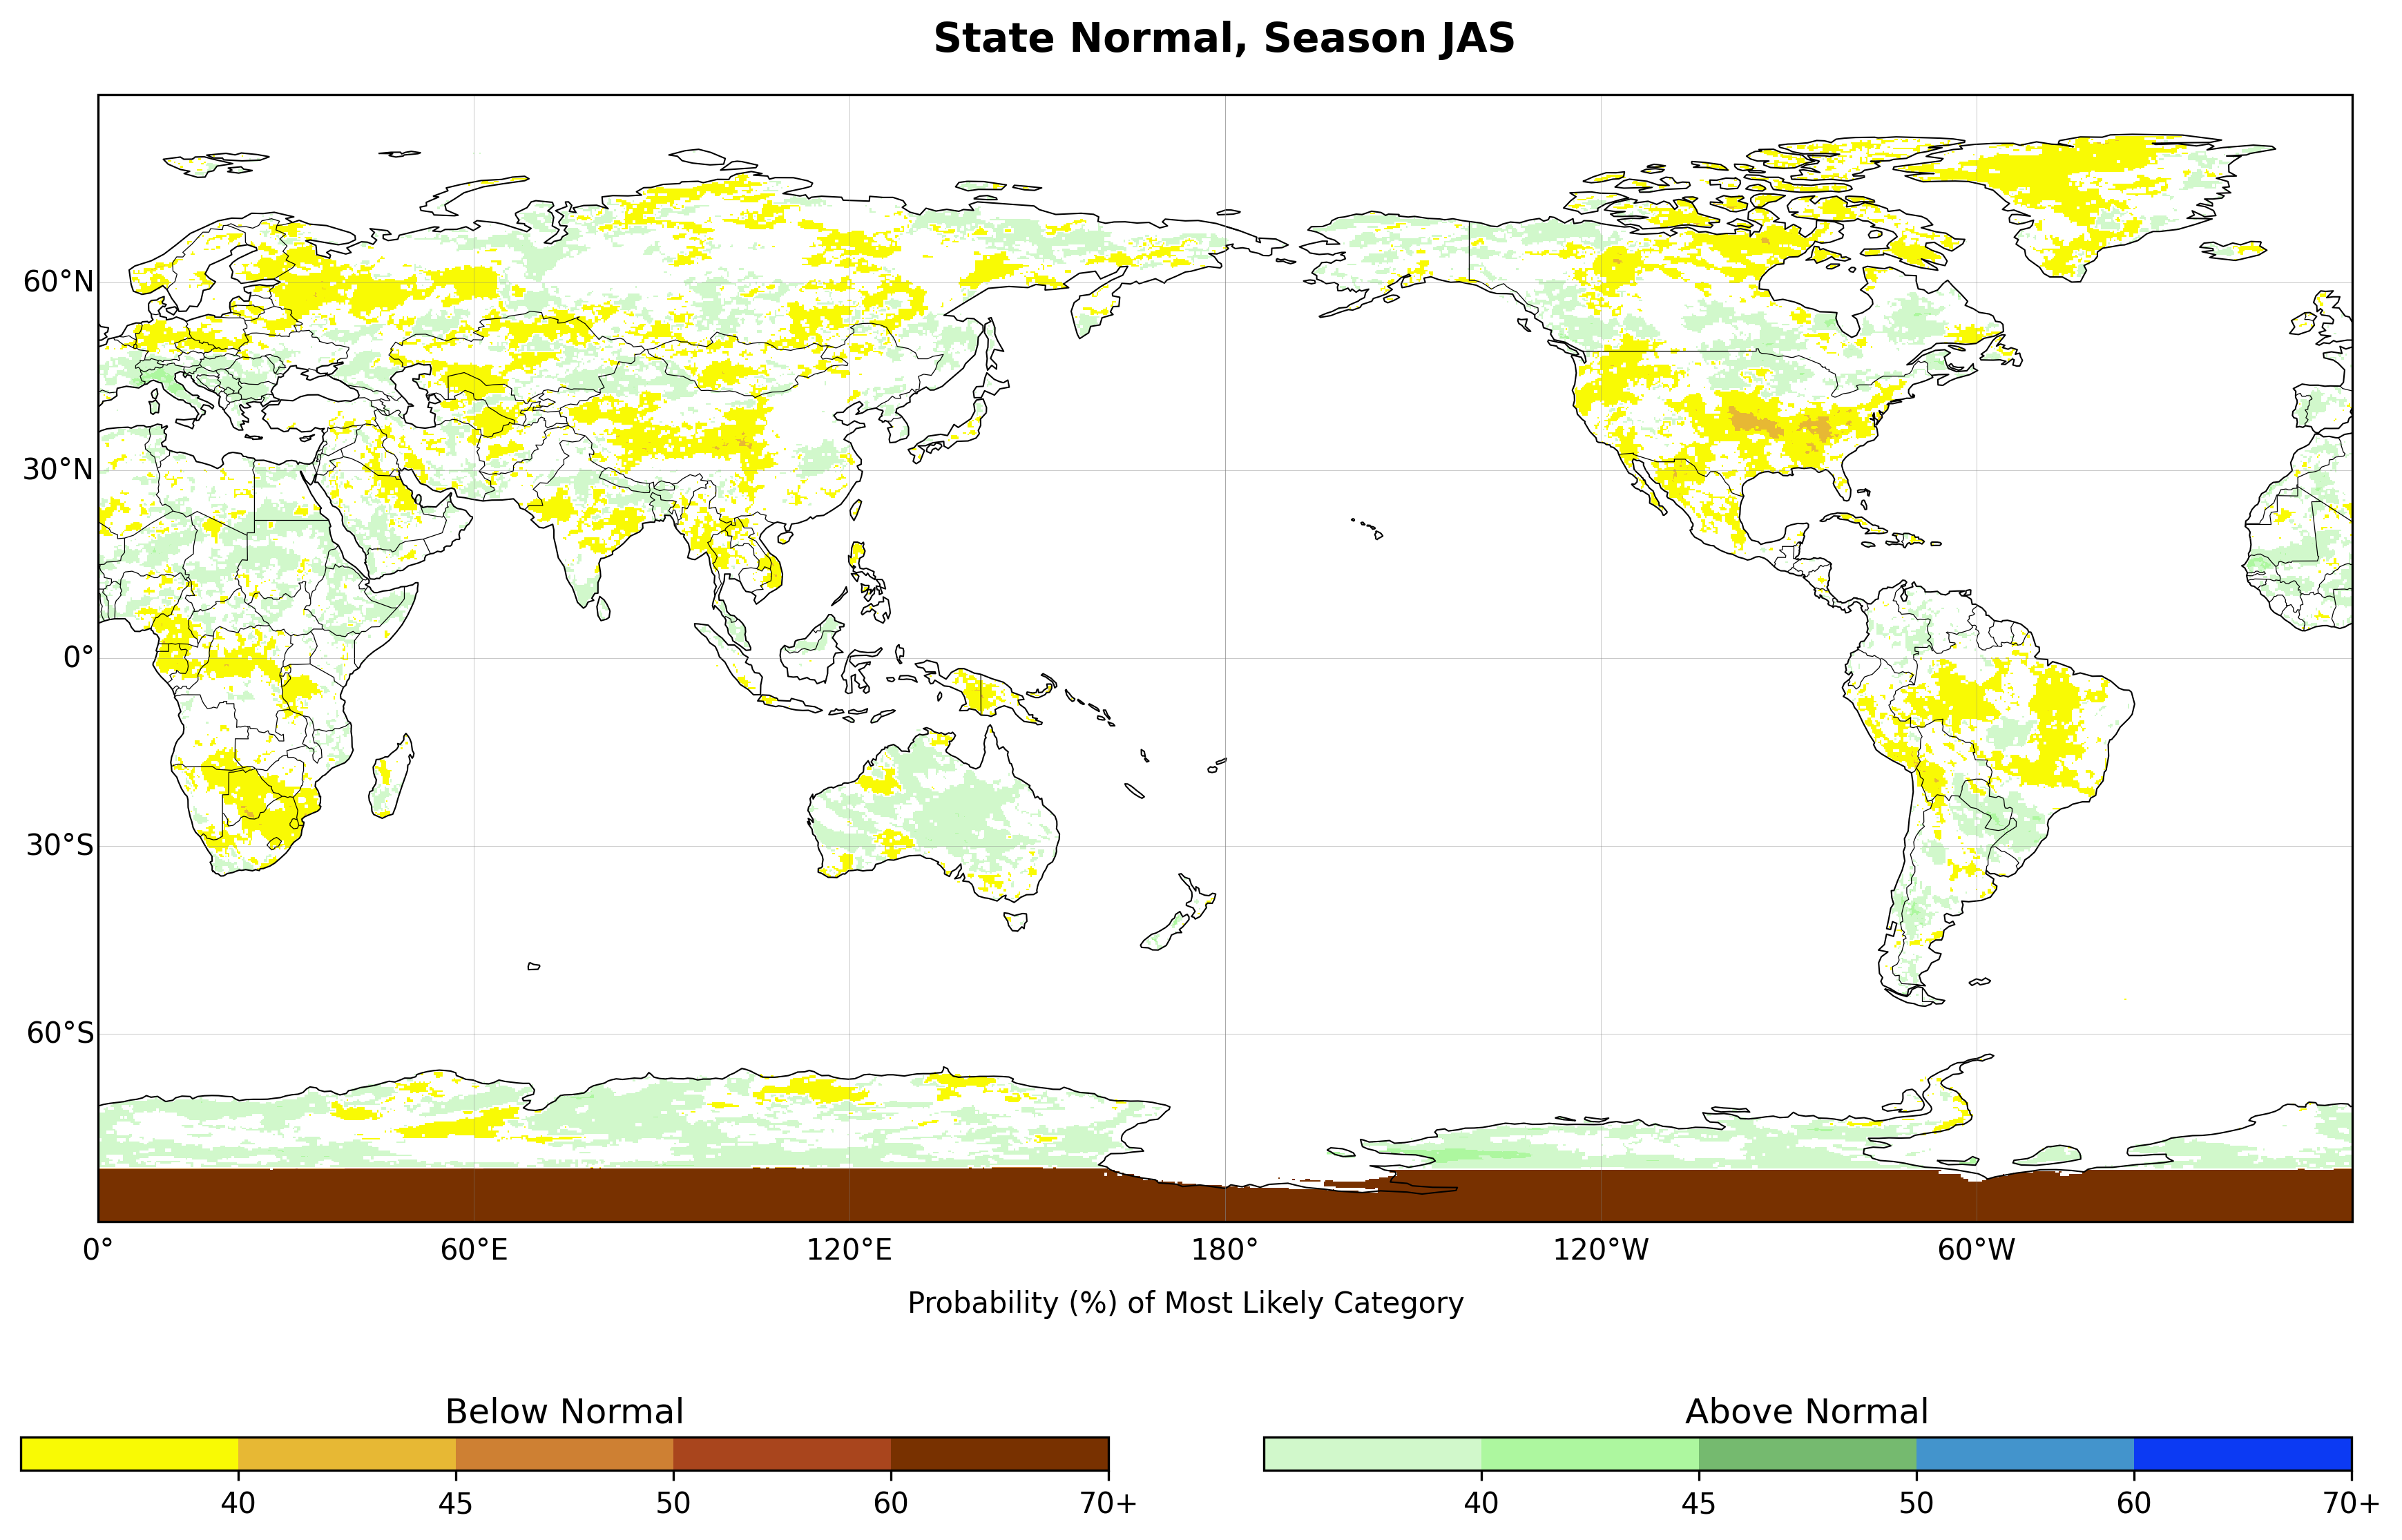 State Normal, Season JAS
60°N
30°N
0°
30°S
60°S
0° 60°E 120°E 180° 120°W 60°W
Probability (%) of Most Likely Category
Below Normal Above Normal
40 45 50 60 70+ 40 45 50 60 70+